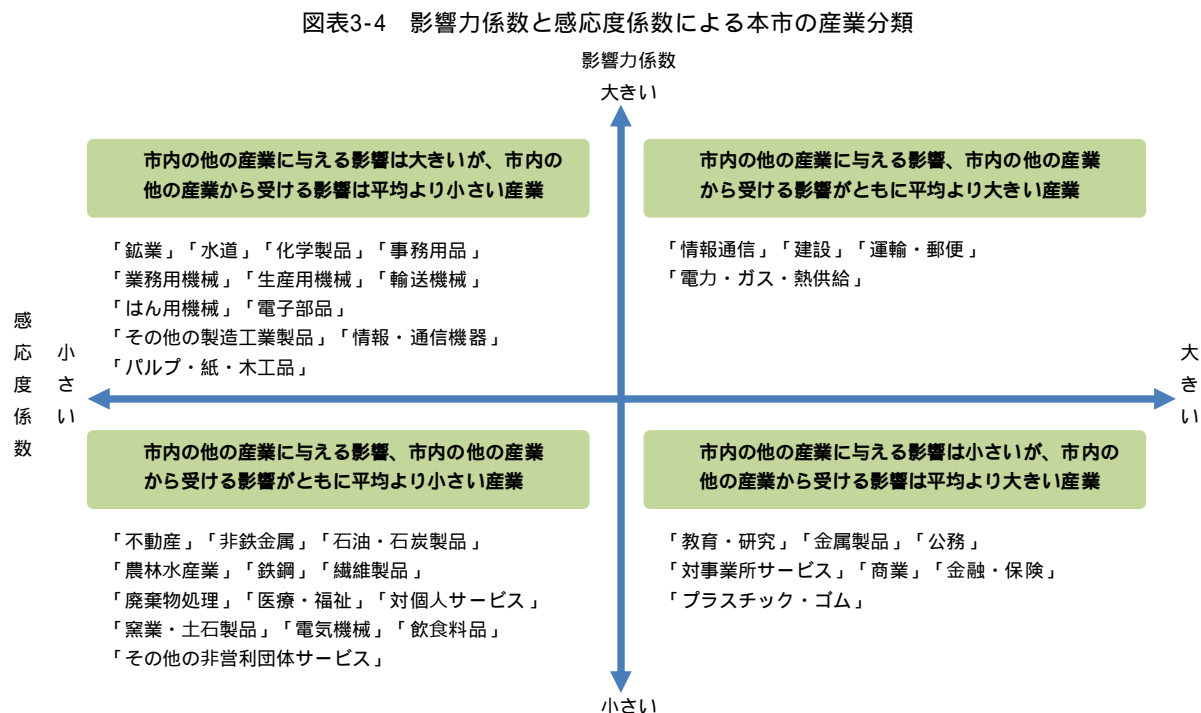 図表3-4　影響力係数と感応度係数による本市の産業分類
影響力係数
大きい
市内の他の産業に与える影響は大きいが、市内の
他の産業から受ける影響は平均より小さい産業
「鉱業」「水道」「化学製品」「事務用品」
「業務用機械」「生産用機械」「輸送機械」
「はん用機械」「電子部品」
「その他の製造工業製品」「情報・通信機器」
「パルプ・紙・木工品」
市内の他の産業に与える影響、市内の他の産業
から受ける影響がともに平均より大きい産業
「情報通信」「建設」「運輸・郵便」
「電力・ガス・熱供給」
感応度係数
小さい
大きい
市内の他の産業に与える影響、市内の他の産業
から受ける影響がともに平均より小さい産業
「不動産」「非鉄金属」「石油・石炭製品」
「農林水産業」「鉄鋼」「繊維製品」
「廃棄物処理」「医療・福祉」「対個人サービス」
「窯業・土石製品」「電気機械」「飲食料品」
「その他の非営利団体サービス」
市内の他の産業に与える影響は小さいが、市内の
他の産業から受ける影響は平均より大きい産業
「教育・研究」「金属製品」「公務」
「対事業所サービス」「商業」「金融・保険」
「プラスチック・ゴム」
小さい